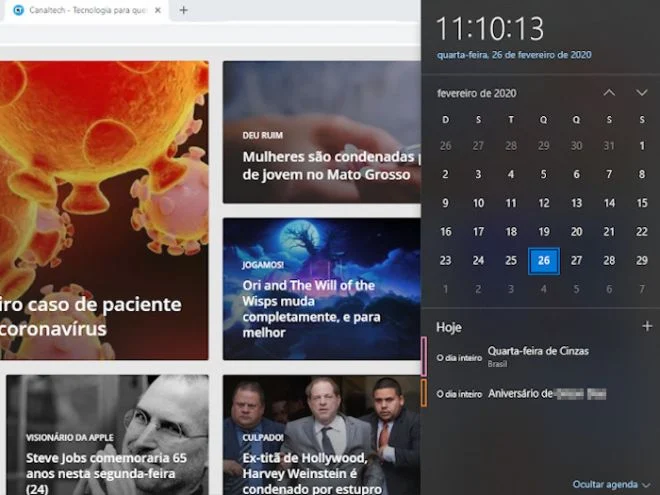 Canaltech - Tecnologia para que
iro caso de paciente
coronavírus
DEU RUIM
Mulheres são condenadas
de jovem no Mato Grosso
JOGAMOS!
Ori and The Will of the
Wisps muda
completamente, e para
melhor
VISIONÁRIO DA APPLE
Steve Jobs comemoraria 65
anos nesta segunda-feira
(24)
CULPADO!
Ex-titã de Hollywood,
Harvey Weinstein é
condenado por estupro
11:10:13
quarta-feira, 26 de fevereiro de 2020
fevereiro de 2020
D S T Q Q S S
26 27 28 29 30 31 1
2 3 4 5 6 7 8
9 10 11 12 13 14 15
16 17 18 19 20 21 22
23 24 25 26 27 28 29
1 2 3 4 5 6 7
Hoje
O dia inteiro Quarta-feira de Cinzas
Brasil
O dia inteiro Aniversário de
Ocultar agenda